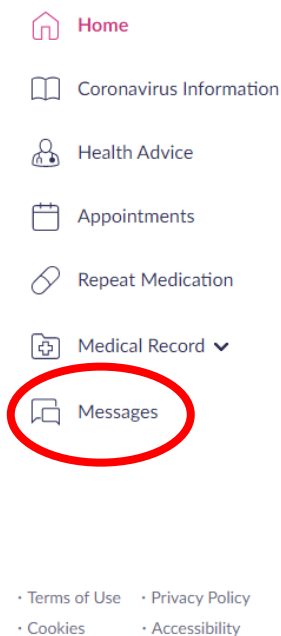 Home
Coronavirus Information
Health Advice
Appointments
Repeat Medication
Medical Record
Messages
· Terms of Use · Privacy Policy
· Cookies · Accessibility